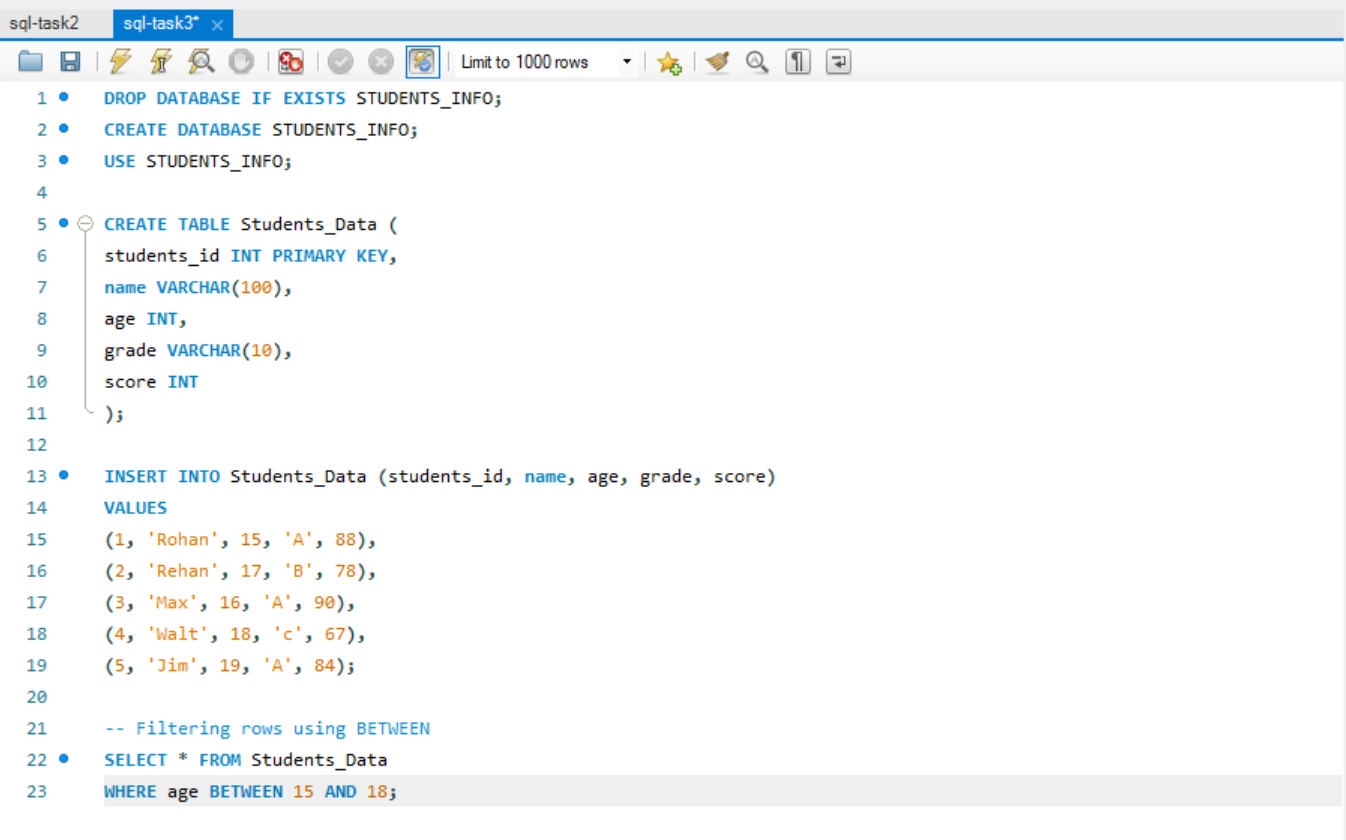 sql-task2 sql-task3* ×
Limit to 1000 rows
1 DROP DATABASE IF EXISTS STUDENTS_INFO;
2 CREATE DATABASE STUDENTS_INFO;
3 USE STUDENTS_INFO;
4
5 CREATE TABLE Students_Data (
6 students_id INT PRIMARY KEY,
7 name VARCHAR(100),
8 age INT,
9 grade VARCHAR(10),
10 score INT
11 );
12
13 INSERT INTO Students_Data (students_id, name, age, grade, score)
14 VALUES
15 (1, 'Rohan', 15, 'A', 88),
16 (2, 'Rehan', 17, 'B', 78),
17 (3, 'Max', 16, 'A', 90),
18 (4, 'Walt', 18, 'c', 67),
19 (5, 'Jim', 19, 'A', 84);
20
21 -- Filtering rows using BETWEEN
22 SELECT * FROM Students_Data
23 WHERE age BETWEEN 15 AND 18;